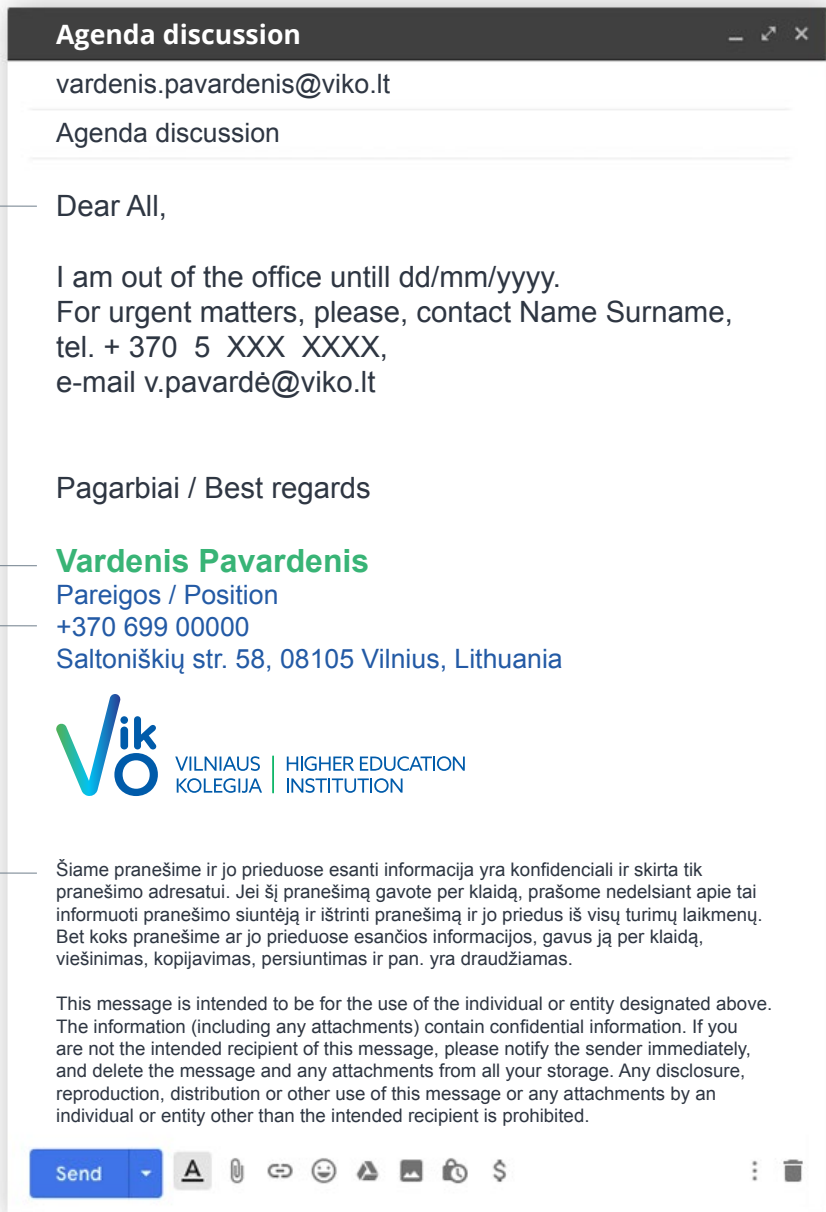 Agenda discussion
vardenis.pavardenis@viko.lt
Agenda discussion
Dear All,
I am out of the office untill dd/mm/yyyy.
For urgent matters, please, contact Name Surname,
tel. + 370 5 XXX XXXX,
e-mail v.pavardė@viko.lt
Pagarbiai / Best regards
Vardenis Pavardenis
Pareigos / Position
+370 699 00000
Saltoniškių str. 58, 08105 Vilnius, Lithuania
Viko
VILNIAUS | HIGHER EDUCATION
KOLEGIJA | INSTITUTION
Šiame pranešime ir jo prieduose esanti informacija yra konfidenciali ir skirta tik
pranešimo adresatui. Jei šį pranešimą gavote per klaidą, prašome nedelsiant apie tai
informuoti pranešimo siuntėją ir ištrinti pranešimą ir jo priedus iš visų turimų laikmenų.
Bet koks pranešime ar jo prieduose esančios informacijos, gavus ją per klaidą,
viešinimas, kopijavimas, persiuntimas ir pan. yra draudžiamas.
This message is intended to be for the use of the individual or entity designated above.
The information (including any attachments) contain confidential information. If you
are not the intended recipient of this message, please notify the sender immediately,
and delete the message and any attachments from all your storage. Any disclosure,
reproduction, distribution or other use of this message or any attachments by an
individual or entity other than the intended recipient is prohibited.
Send A $